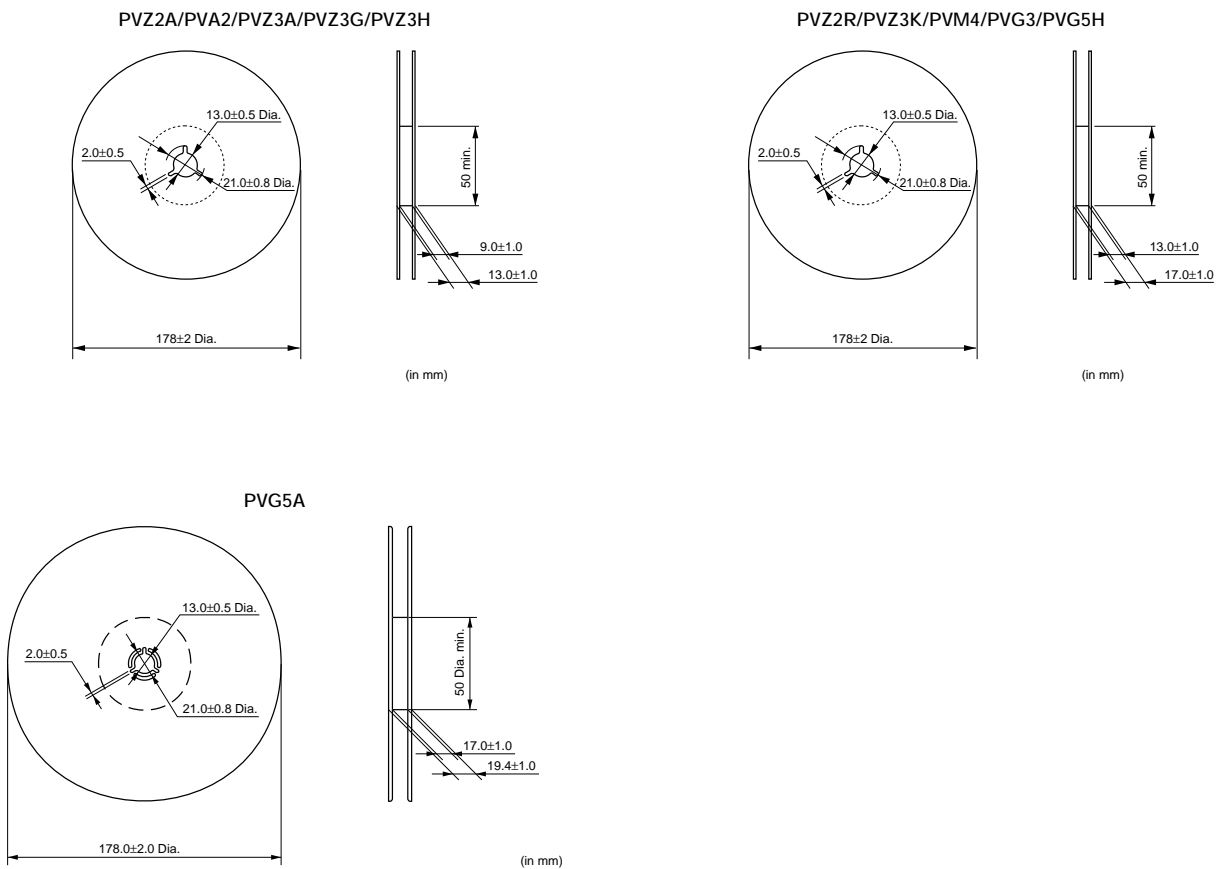 PVZ2A/PVA2/PVZ3A/PVZ3G/PVZ3H
13.0±0.5 Dia.
2.0±0.5
21.0±0.8 Dia.
50 min.
9.0±1.0
13.0±1.0
178±2 Dia.
(in mm)
PVZ2R/PVZ3K/PVM4/PVG3/PVG5H
13.0±0.5 Dia.
2.0±0.5
21.0±0.8 Dia.
50 min.
13.0±1.0
17.0±1.0
178±2 Dia.
(in mm)
PVG5A
13.0±0.5 Dia.
2.0±0.5
21.0±0.8 Dia.
50 Dia. min.
17.0±1.0
19.4±1.0
178.0±2.0 Dia.
(in mm)